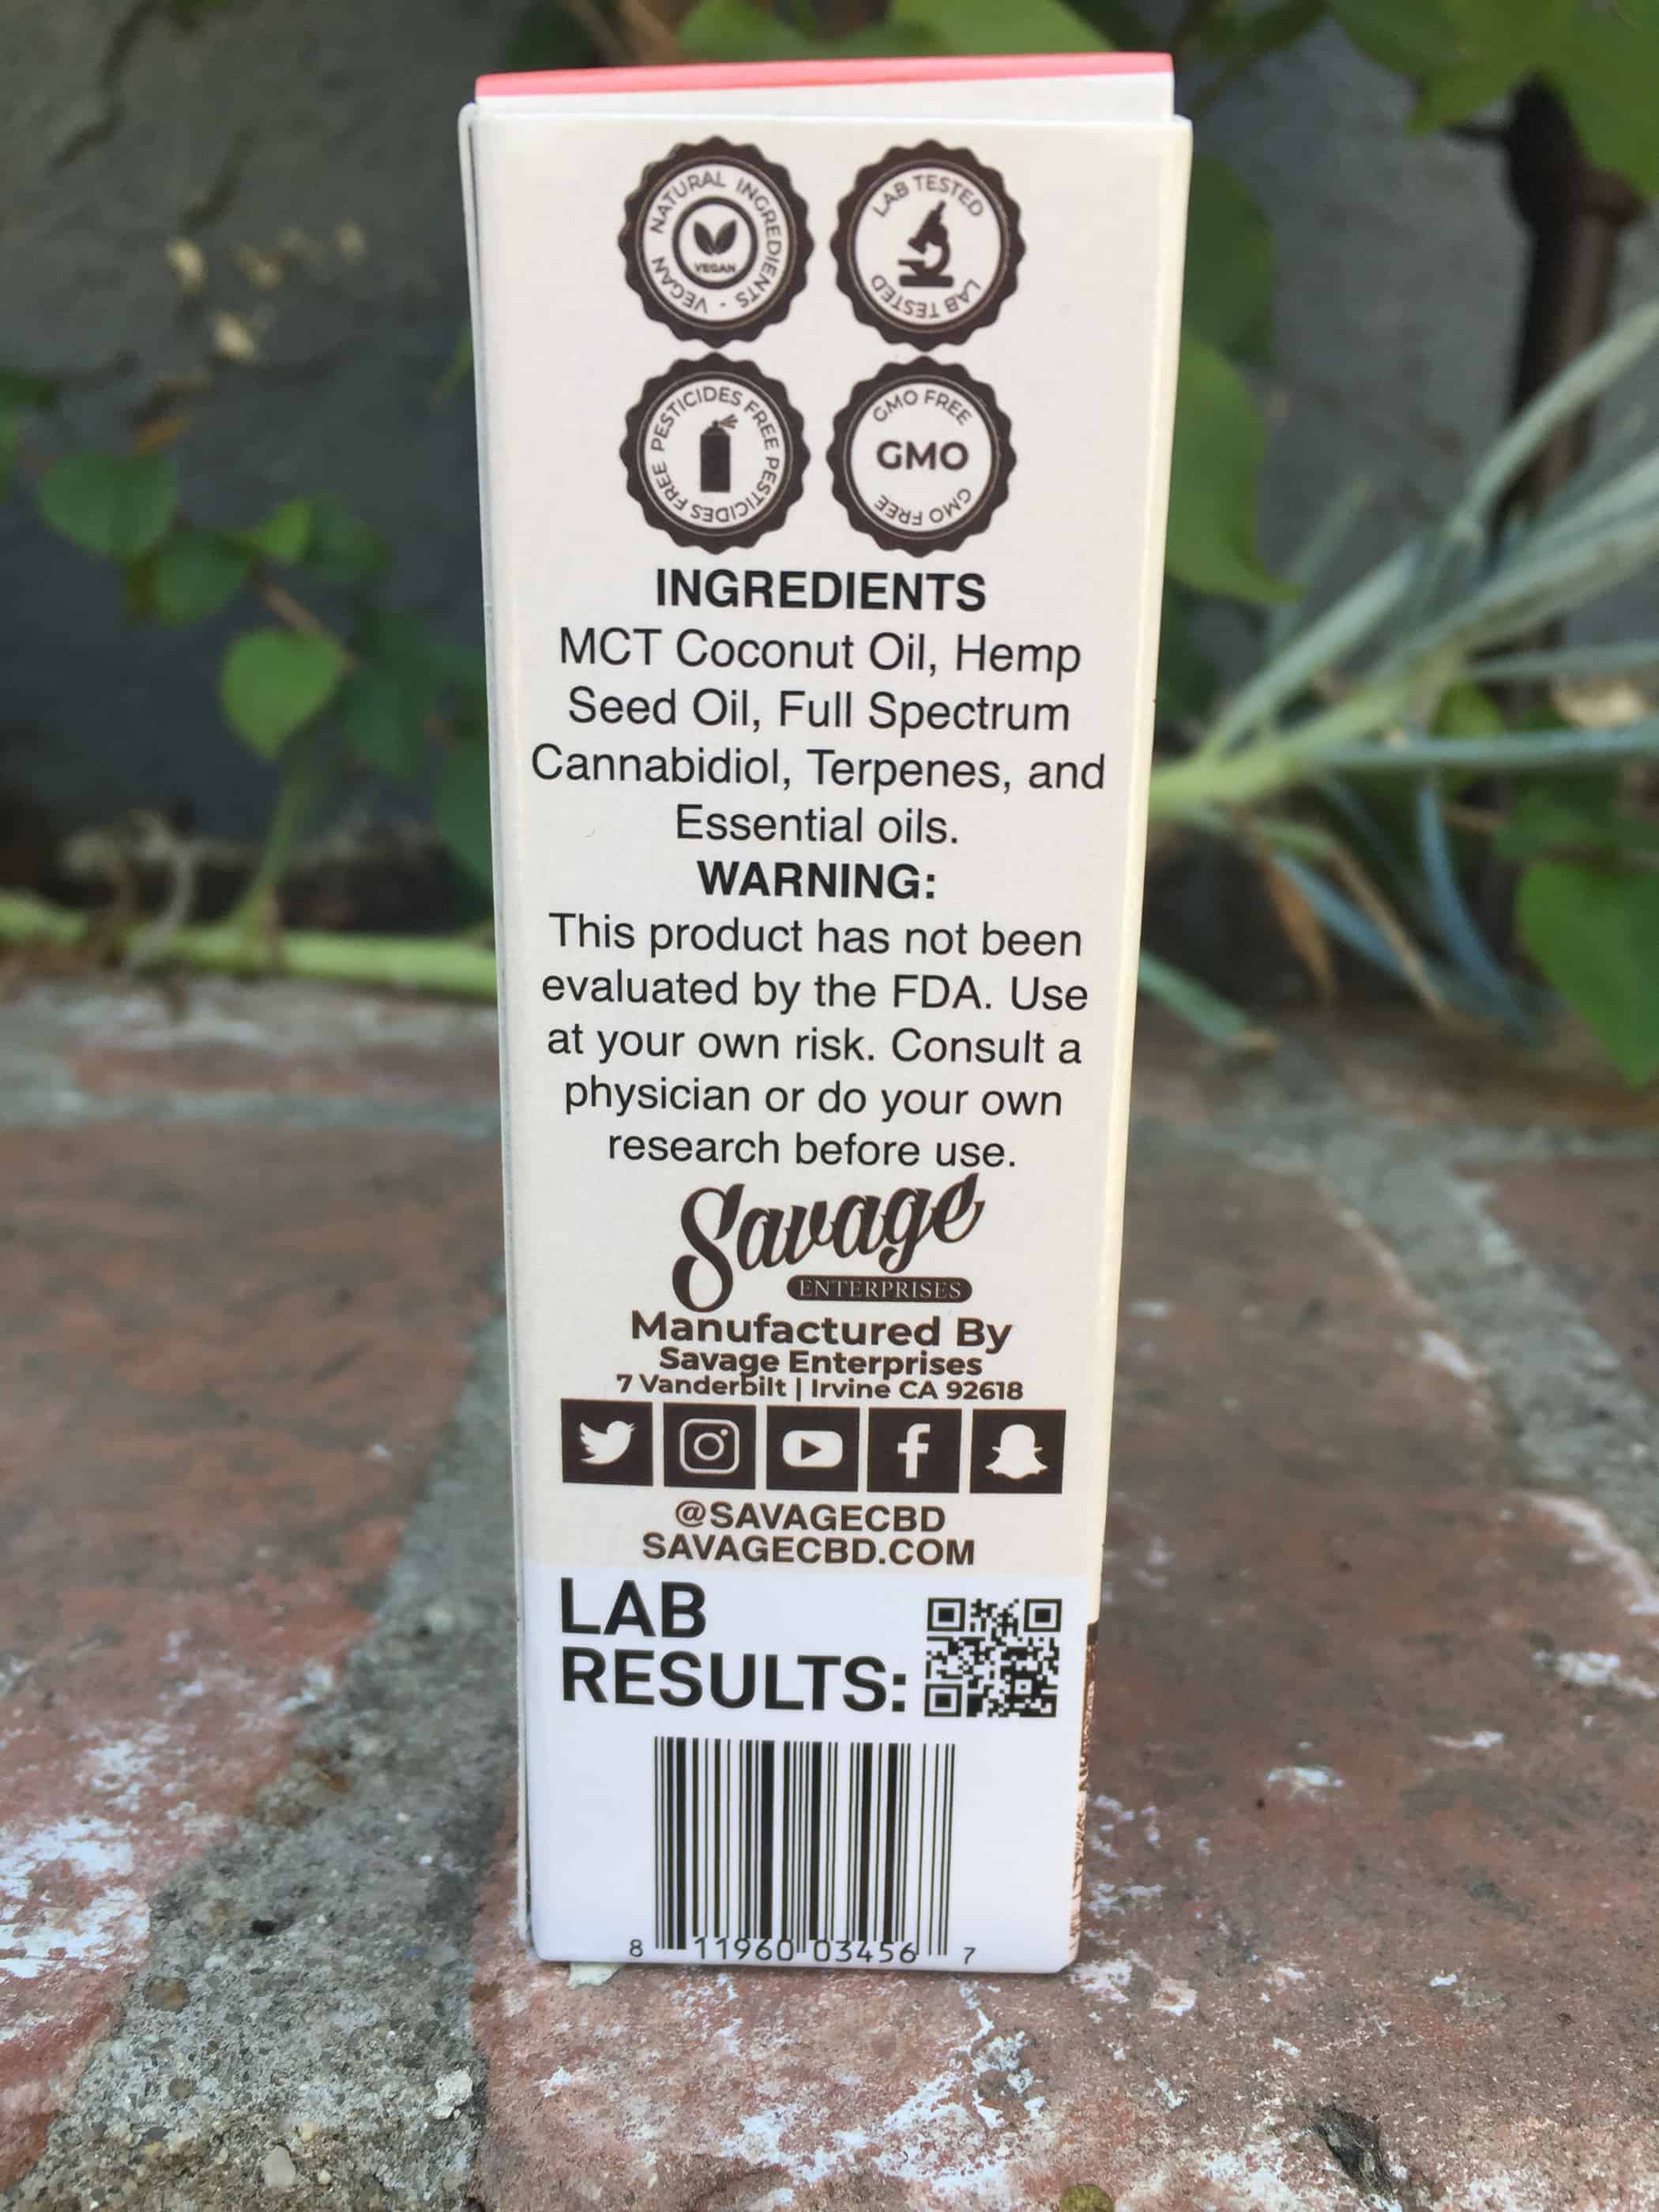 NATURAL INGREDIENTS - VEGAN
VEGAN
LAB TESTED
LAB TESTED
PESTICIDES FREE PESTICIDES FREE
GMO FREE
GMO
GMO FREE
INGREDIENTS
MCT Coconut Oil, Hemp
Seed Oil, Full Spectrum
Cannabidiol, Terpenes, and
Essential oils.
WARNING:
This product has not been
evaluated by the FDA. Use
at your own risk. Consult a
physician or do your own
research before use.
Savage
ENTERPRISES
Manufactured By
Savage Enterprises
7 Vanderbilt | Irvine CA 92618
@SAVAGECBD
SAVAGECBD.COM
LAB
RESULTS:
8 11960 03456 7